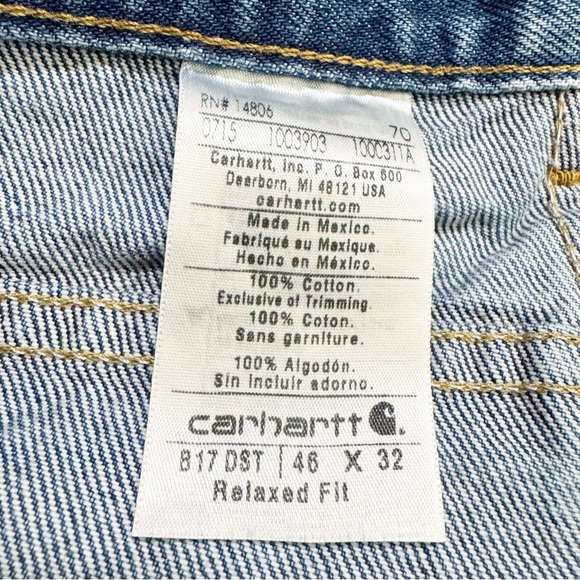 RN# 14806 70
0715 1003903 1000311A
Carhartt, Inc. P. O. Box 600
Dearborn, MI 48121 USA
carhartt.com
Made in Mexico.
Fabriqué au Mexique.
Hecho en México.
100% Cotton.
Exclusive of Trimming.
100% Coton.
Sans garniture.
100% Algodón.
Sin incluir adorno.
carhartt
B17 DST | 46 X 32
Relaxed Fit